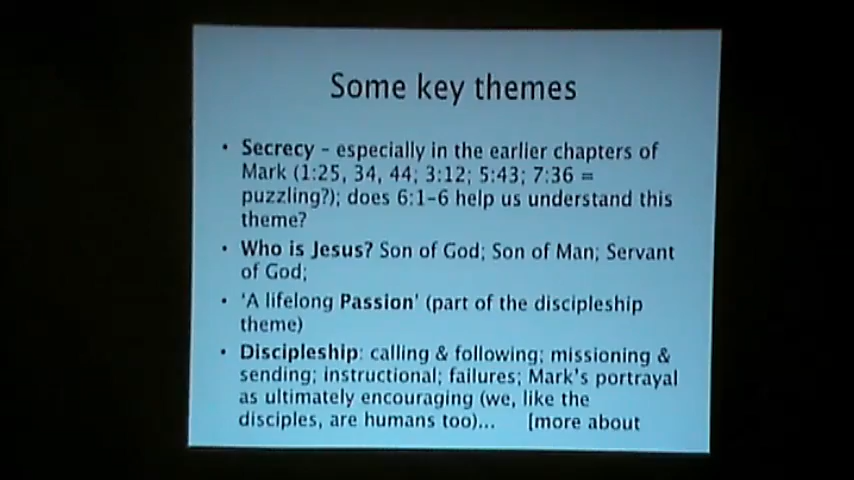 Some key themes
• Secrecy – especially in the earlier chapters of
Mark (1:25, 34, 44; 3:12; 5:43; 7:36 =
puzzling?); does 6:1–6 help us understand this
theme?
• Who is Jesus? Son of God; Son of Man; Servant
of God;
• 'A lifelong Passion' (part of the discipleship
theme)
• Discipleship: calling & following; missioning &
sending; instructional; failures; Mark's portrayal
as ultimately encouraging (we, like the
disciples, are humans too)... [more about